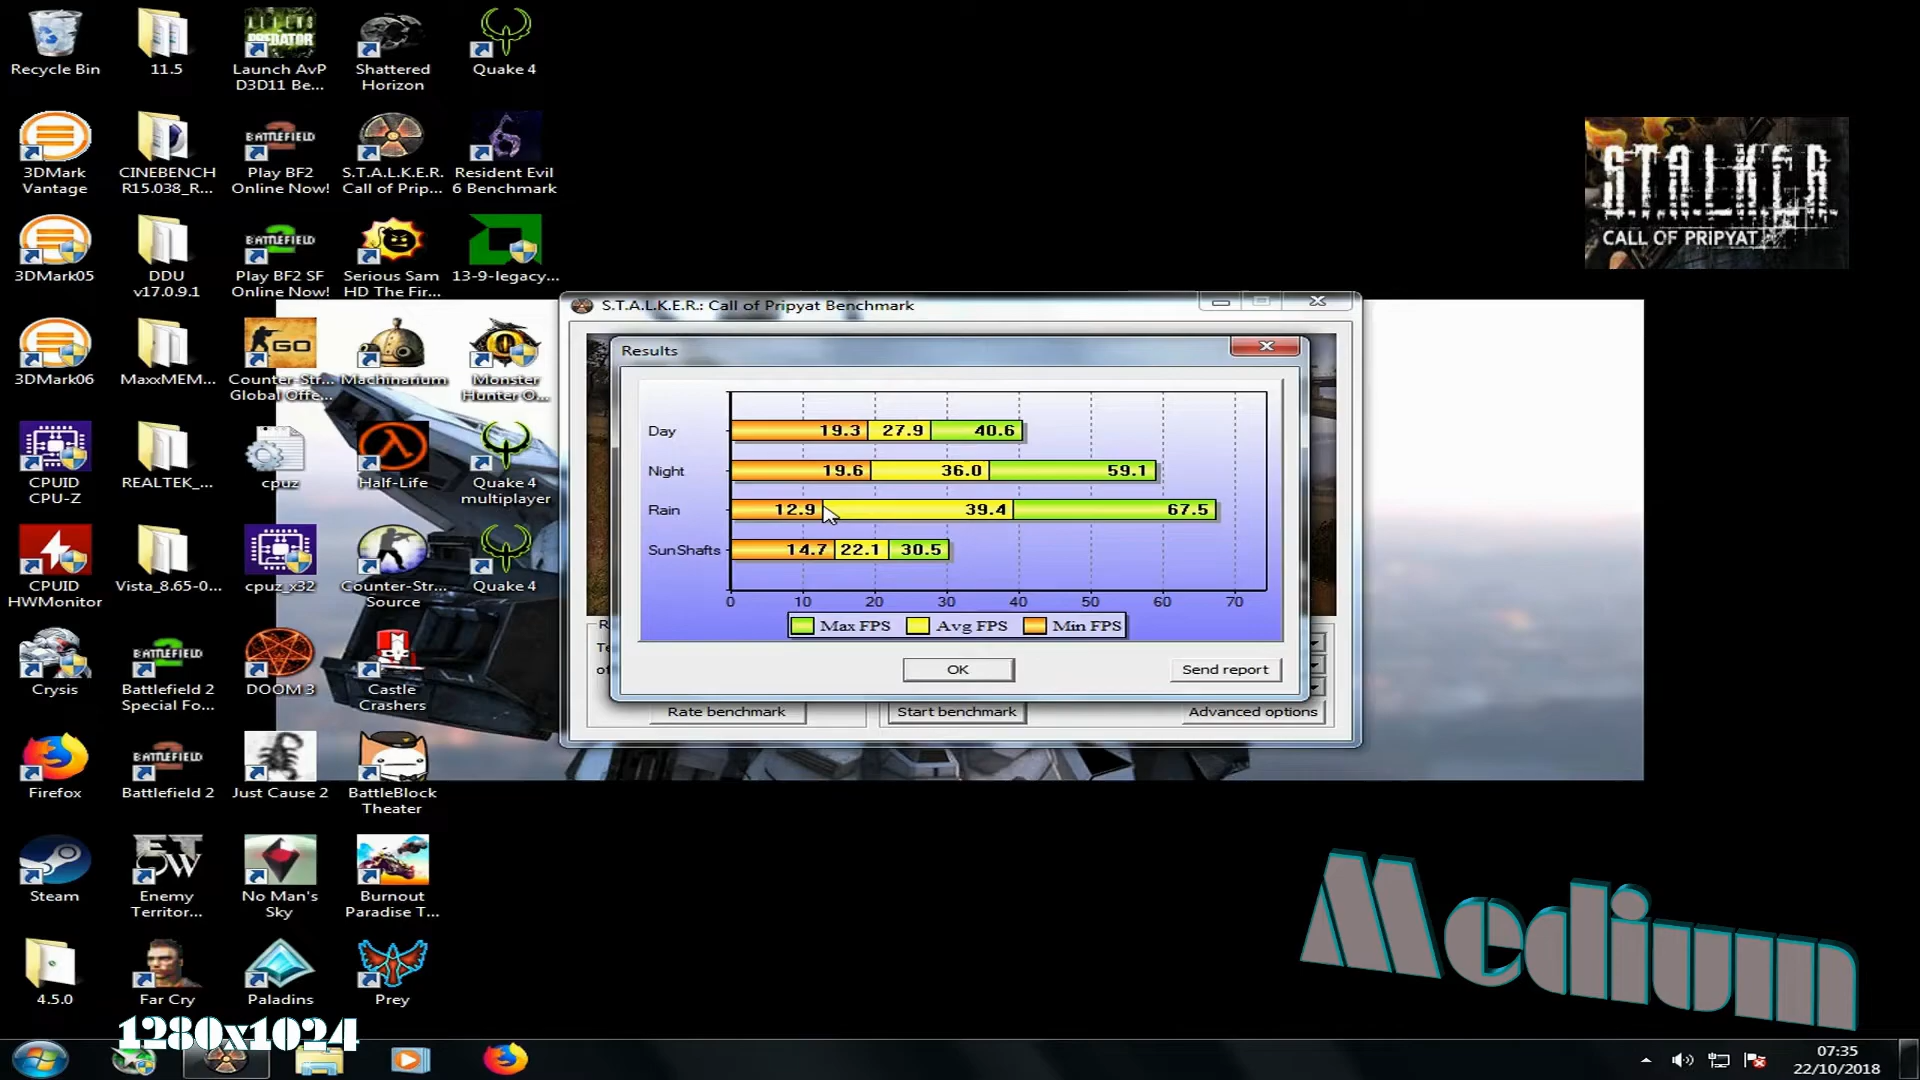 Recycle Bin
11.5
Launch AvP
D3D11 Be...
Shattered
Horizon
Quake 4
3DMark
Vantage
CINEBENCH
R15.038_R...
BATTLEFIELD
Play BF2
Online Now!
S.T.A.L.K.E.R.
Call of Prip...
Resident Evil
6 Benchmark
3DMark05
DDU
v17.0.9.1
BATTLEFIELD
Play BF2 SF
Online Now!
Serious Sam
HD The Fir...
13-9-legacy...
3DMark06
MaxxMEM...
GO
Counter-Str...
Global Offe...
Machinarium
Monster
Hunter O...
CPUID
CPU-Z
REALTEK_...
cpuz
Half-Life
Quake 4
multiplayer
CPUID
HWMonitor
Vista_8.65-0...
cpuz_x32
Counter-Str...
Source
Quake 4
Crysis
BATTLEFIELD
Battlefield 2
Special Fo...
DOOM 3
Castle
Crashers
Firefox
BATTLEFIELD
Battlefield 2
Just Cause 2
BattleBlock
Theater
Steam
ET
W
Enemy
Territor...
No Man's
Sky
Burnout
Paradise T...
4.5.0
Far Cry
Paladins
Prey
S.T.A.L.K.E.R.
CALL OF PRIPYAT
S.T.A.L.K.E.R.: Call of Pripyat Benchmark
Results
Day 19.3 27.9 40.6
Night 19.6 36.0 59.1
Rain 12.9 39.4 67.5
SunShafts 14.7 22.1 30.5
0 10 20 30 40 50 60 70
Max FPS Avg FPS Min FPS
OK
Send report
Rate benchmark
Start benchmark
Advanced options
Medium
1280x1024
07:35
22/10/2018